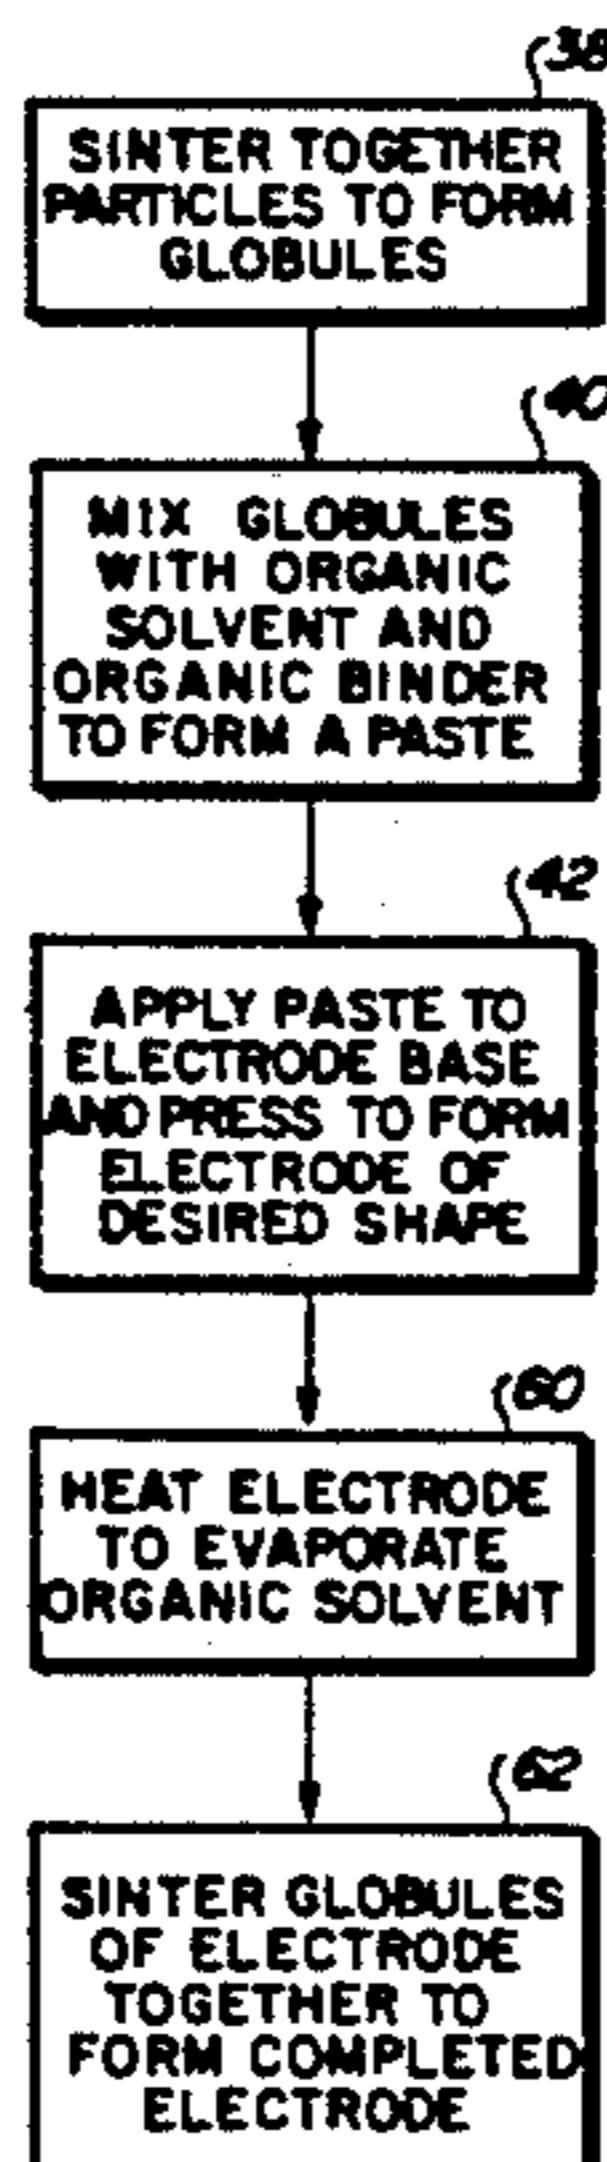 38
SINTER TOGETHER
PARTICLES TO FORM
GLOBULES
40
MIX GLOBULES
WITH ORGANIC
SOLVENT AND
ORGANIC BINDER
TO FORM A PASTE
42
APPLY PASTE TO
ELECTRODE BASE
AND PRESS TO FORM
ELECTRODE OF
DESIRED SHAPE
60
HEAT ELECTRODE
TO EVAPORATE
ORGANIC SOLVENT
62
SINTER GLOBULES
OF ELECTRODE
TOGETHER TO
FORM COMPLETED
ELECTRODE